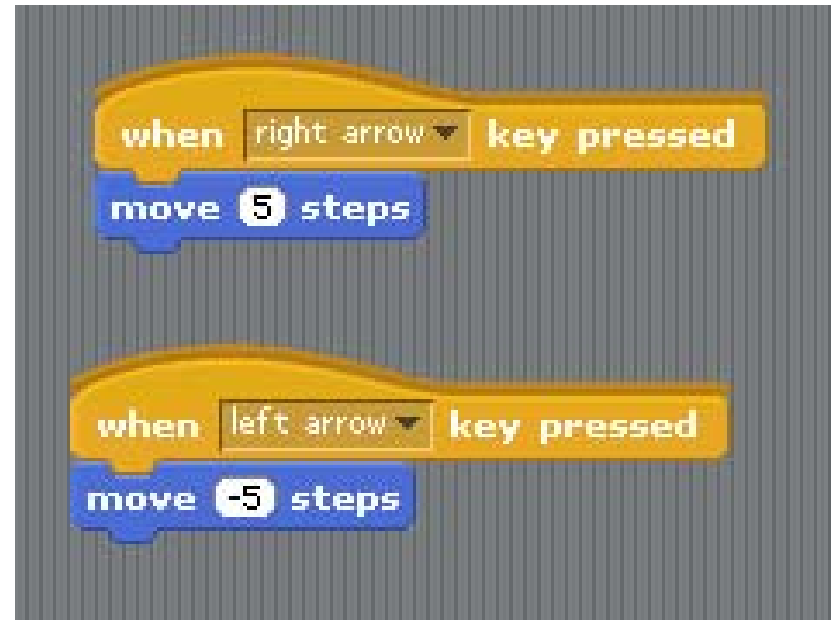 when right arrow key pressed
move 5 steps
when left arrow key pressed
move -5 steps